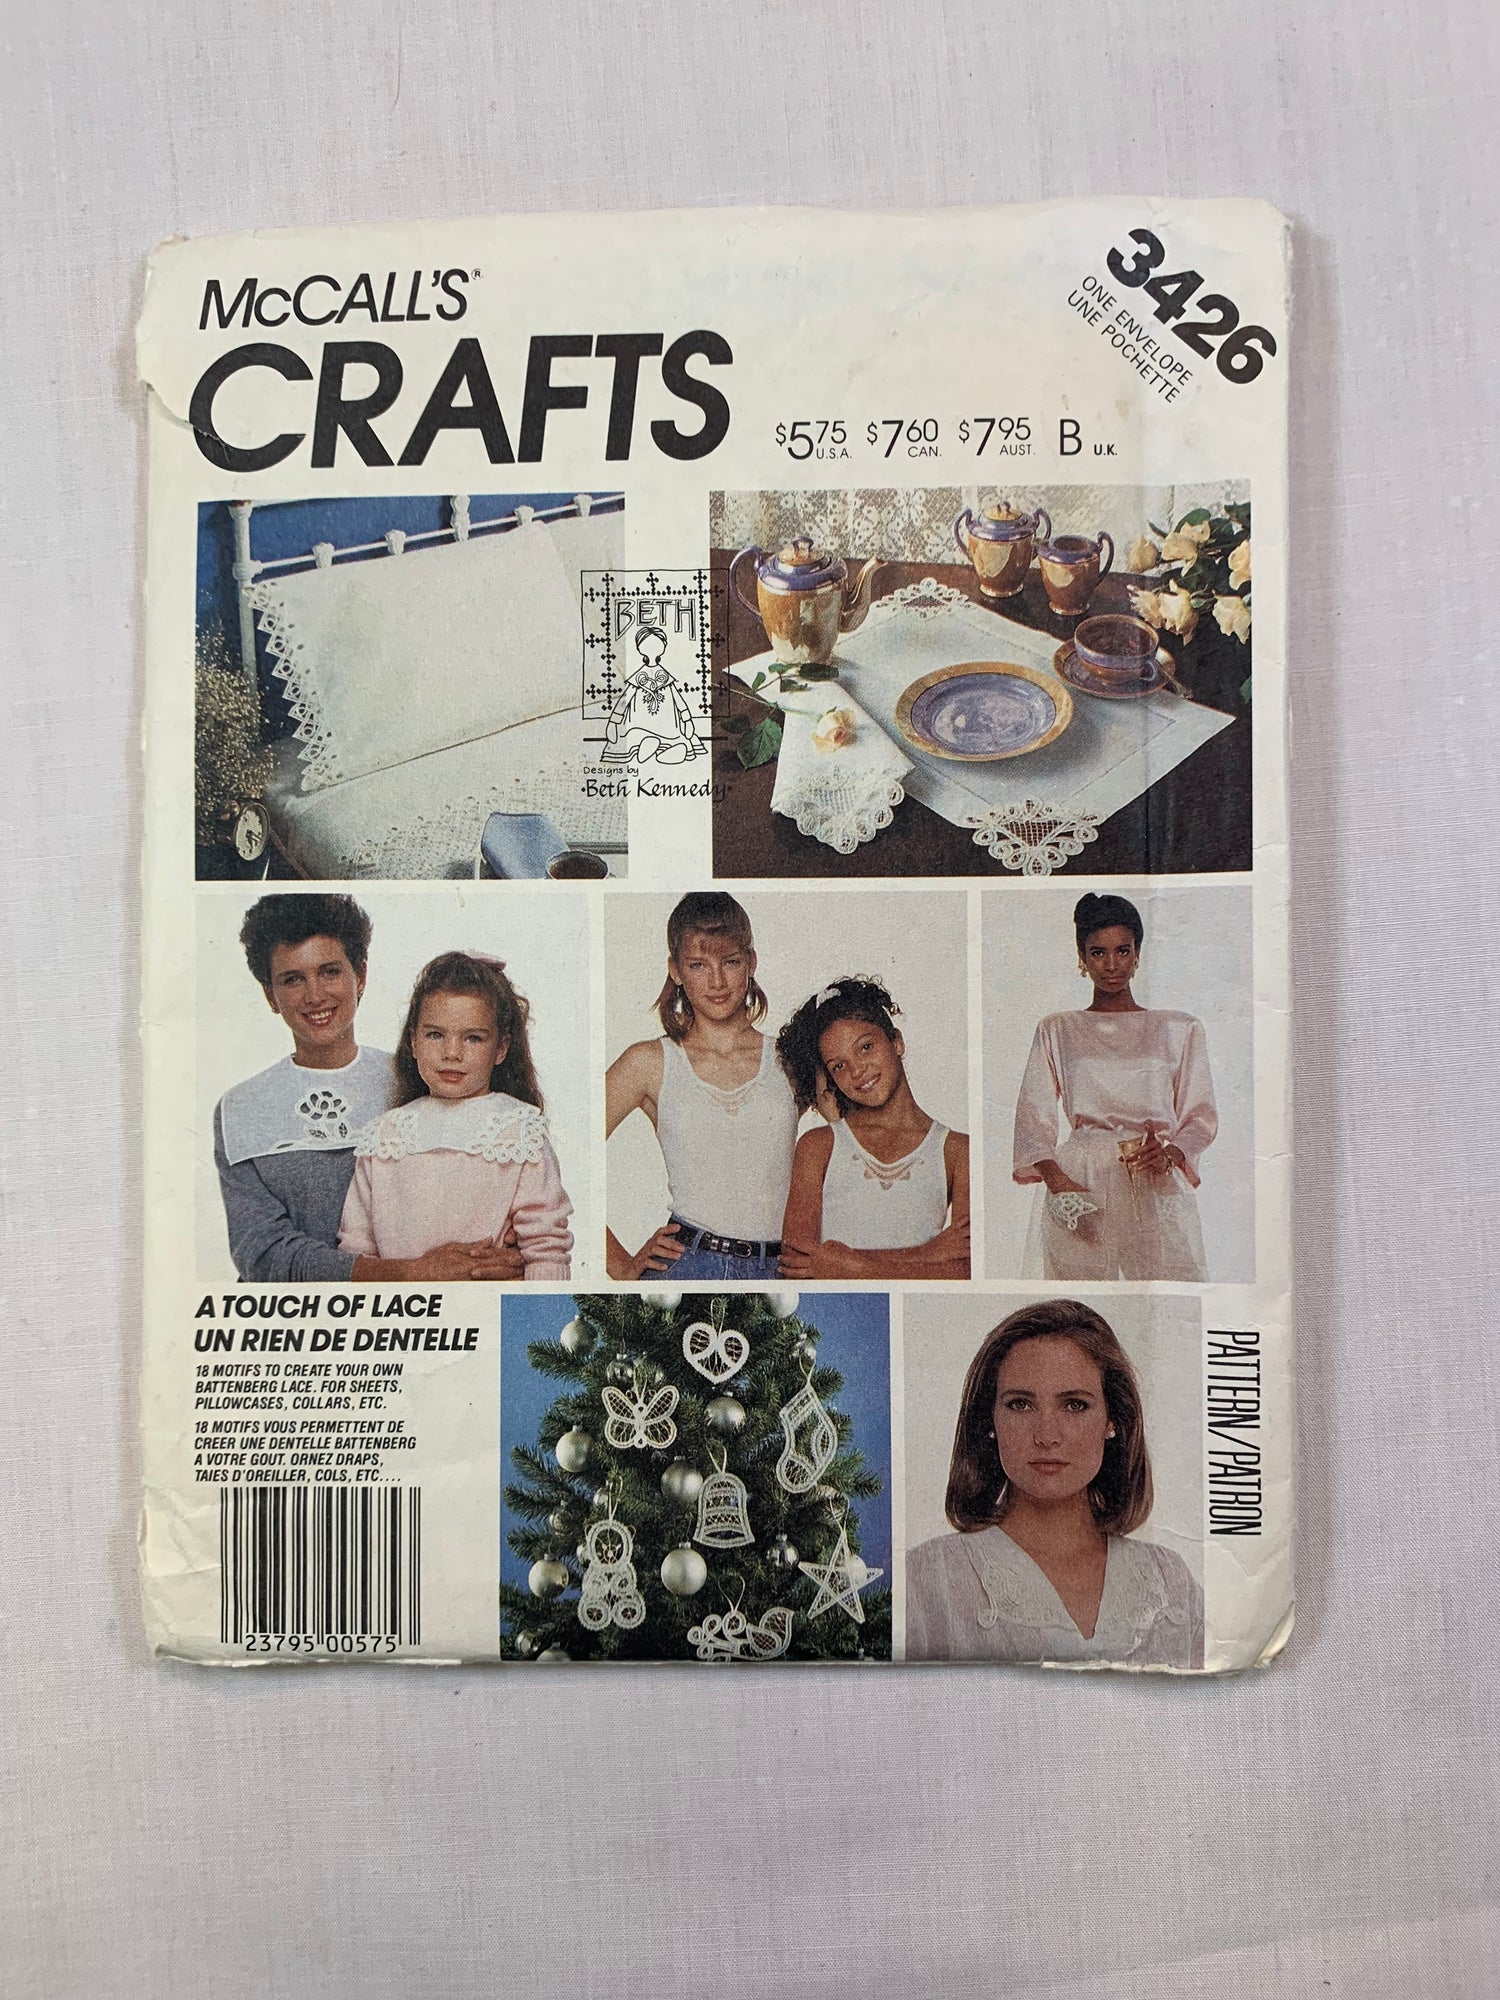 McCALL'S®
CRAFTS
3426
ONE ENVELOPE
UNE POCHETTE
$5.75 U.S.A. $7.60 CAN. $7.95 AUST. B U.K.
BETH
Designs by
·Beth Kennedy·
A TOUCH OF LACE
UN RIEN DE DENTELLE
18 MOTIFS TO CREATE YOUR OWN
BATTENBERG LACE. FOR SHEETS,
PILLOWCASES, COLLARS, ETC.
18 MOTIFS VOUS PERMETTENT DE
CREER UNE DENTELLE BATTENBERG
A VOTRE GOUT. ORNEZ DRAPS,
TAIES D'OREILLER, COLS, ETC....
23795 00575
PATTERN/PATRON